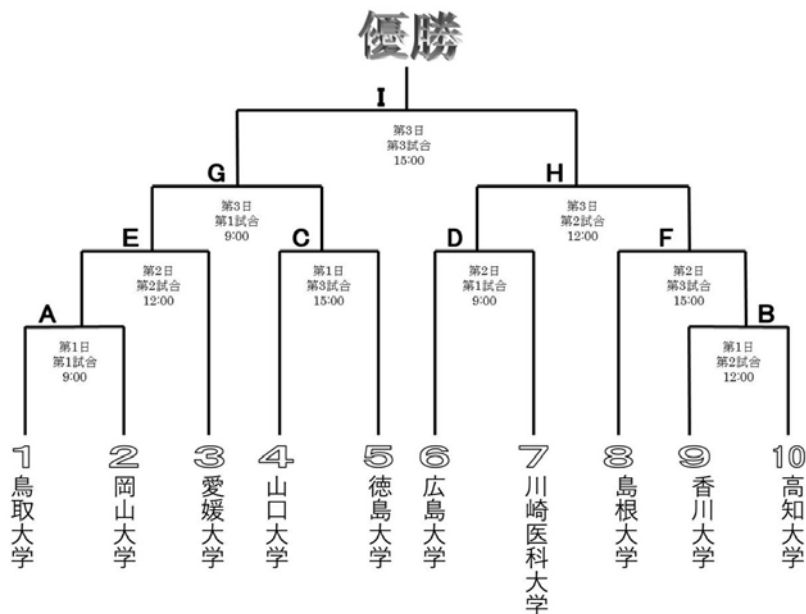 優勝
I
第3日
第3試合
15:00
G
H
第3日
第1試合
9:00
第3日
第2試合
12:00
E
C
D
F
第2日
第2試合
12:00
第1日
第3試合
15:00
第2日
第1試合
9:00
第2日
第3試合
15:00
A
B
第1日
第1試合
9:00
第1日
第2試合
12:00
1
鳥取大学
2
岡山大学
3
愛媛大学
4
山口大学
5
徳島大学
6
広島大学
7
川崎医科大学
8
島根大学
9
香川大学
10
高知大学